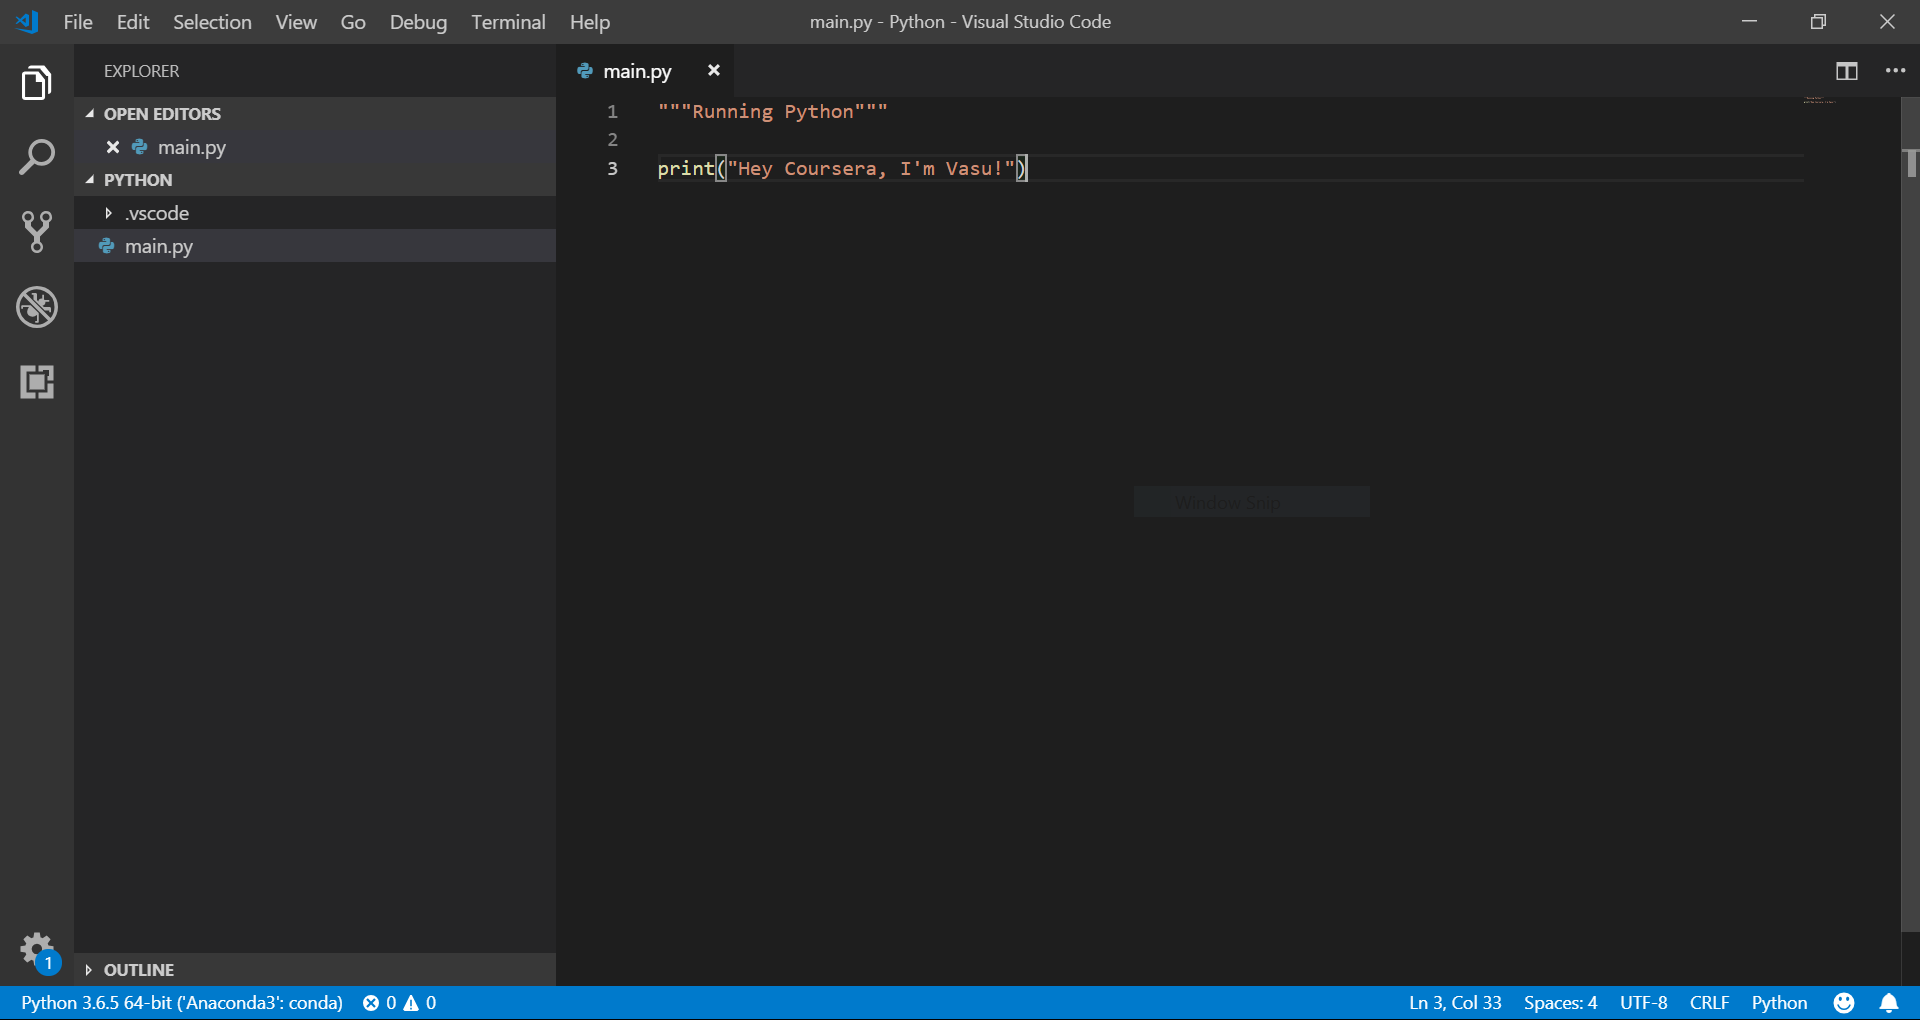 File Edit Selection View Go Debug Terminal Help
main.py - Python - Visual Studio Code
EXPLORER
OPEN EDITORS
main.py
PYTHON
.vscode
main.py
OUTLINE
1
main.py
1 """Running Python"""
2
3 print("Hey Coursera, I'm Vasu!")
Window Snip
Python 3.6.5 64-bit ('Anaconda3': conda) 0 0
Ln 3, Col 33 Spaces: 4 UTF-8 CRLF Python